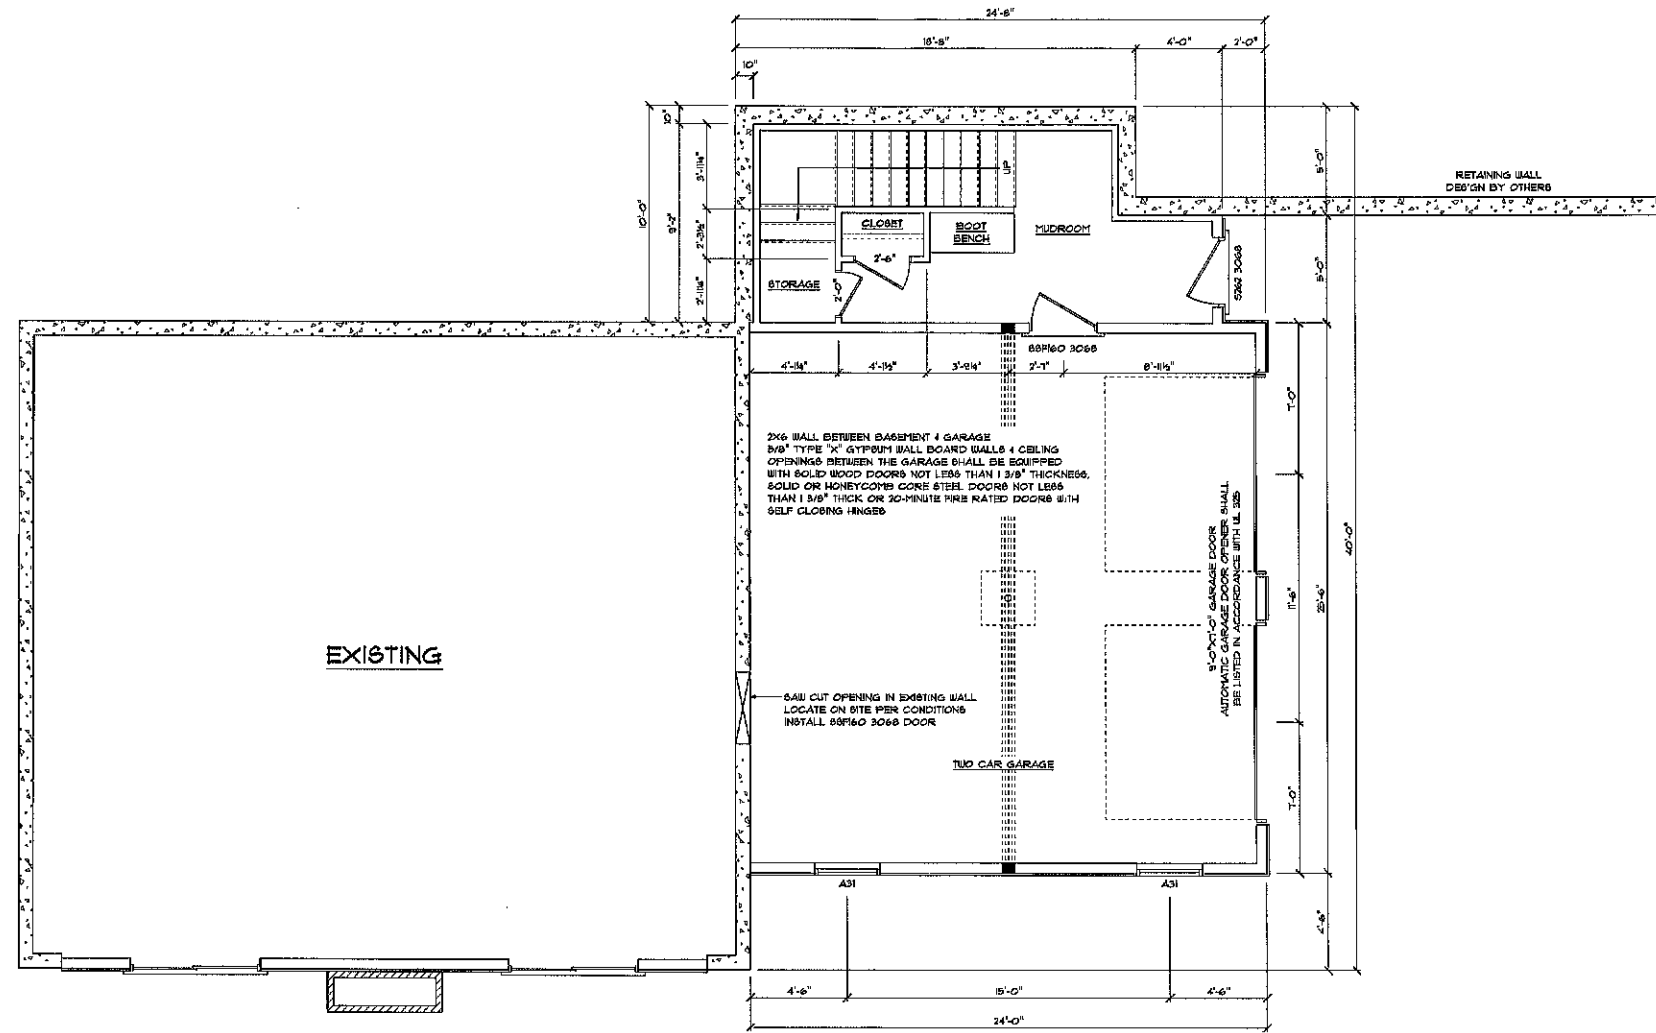 24'-8"
18'-8"
4'-0"
2'-0"
10"
10'-0"
10"
9'-2"
3'-11¼"
2'-3½"
2'-11¼"
UP
CLOSET
BOOT
BENCH
MUDROOM
2'-6"
STORAGE
2'-0"
S262 3068
5'-0"
5'-0"
RETAINING WALL
DESIGN BY OTHERS
SSF160 3068
4'-1¼"
4'-1½"
3'-9¼"
2'-7"
8'-11½"
2X6 WALL BETWEEN BASEMENT & GARAGE
5/8" TYPE "X" GYPSUM WALL BOARD WALLS & CEILING
OPENINGS BETWEEN THE GARAGE SHALL BE EQUIPPED
WITH SOLID WOOD DOORS NOT LESS THAN 1 3/8" THICKNESS,
SOLID OR HONEYCOMB CORE STEEL DOORS NOT LESS
THAN 1 3/8" THICK OR 20-MINUTE FIRE RATED DOORS WITH
SELF CLOSING HINGES
9'-0"X7'-0" GARAGE DOOR
AUTOMATIC GARAGE DOOR OPENER SHALL
BE LISTED IN ACCORDANCE WITH UL 325
7'-0"
11'-6"
7'-0"
25'-6"
40'-0"
4'-6"
EXISTING
SAW CUT OPENING IN EXISTING WALL
LOCATE ON SITE PER CONDITIONS
INSTALL SSF160 3068 DOOR
TWO CAR GARAGE
A31
A31
4'-6"
15'-0"
4'-6"
24'-0"